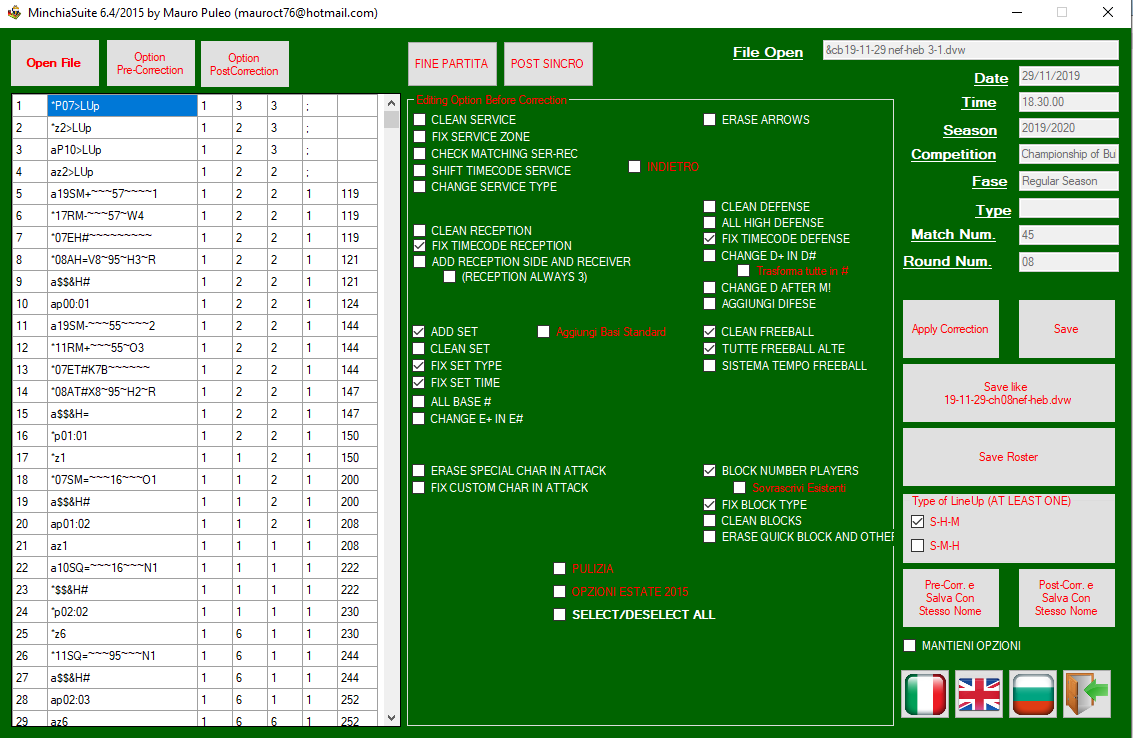 MinchiaSuite 6.4/2015 by Mauro Puleo (mauroct76@hotmail.com)
Open File
Option
Pre-Correction
Option
PostCorrection
FINE PARTITA
POST SINCRO
File Open
&cb19-11-29 nef-heb 3-1.dvw
Date
29/11/2019
Time
18.30.00
Season
2019/2020
Competition
Championship of Bu
Fase
Regular Season
Type
Match Num.
45
Round Num.
08
1 *P07>LUp 1 3 3 ;
2 *z2>LUp 1 2 3 ;
3 aP10>LUp 1 2 3 ;
4 az2>LUp 1 2 2 ;
5 a19SM+~~~57~~~~1 1 2 2 1 119
6 *17RM-~~~57~W4 1 2 2 1 119
7 *07EH#~~~~~~~~~ 1 2 2 1 119
8 *08AH=V8~95~H3~R 1 2 2 1 121
9 a$$&H# 1 2 2 1 121
10 ap00:01 1 2 2 1 124
11 a19SM-~~~55~~~~2 1 2 2 1 144
12 *11RM+~~~55~O3 1 2 2 1 144
13 *07ET#K7B~~~~~~ 1 2 2 1 144
14 *08AT#X8~95~H2~R 1 2 2 1 147
15 a$$&H= 1 2 2 1 147
16 *p01:01 1 2 2 1 150
17 *z1 1 1 2 1 150
18 *07SM=~~~16~~~O1 1 1 2 1 200
19 a$$&H# 1 1 2 1 200
20 ap01:02 1 1 2 1 208
21 az1 1 1 1 1 208
22 a10SQ=~~~16~~~N1 1 1 1 1 222
23 *$$&H# 1 1 1 1 222
24 *p02:02 1 1 1 1 230
25 *z6 1 6 1 1 230
26 *11SQ=~~~95~~~N1 1 6 1 1 244
27 a$$&H# 1 6 1 1 244
28 ap02:03 1 6 1 1 252
29 az6 1 6 6 1 252
Editing Option Before Correction
CLEAN SERVICE
FIX SERVICE ZONE
CHECK MATCHING SER-REC
SHIFT TIMECODE SERVICE
CHANGE SERVICE TYPE
INDIETRO
ERASE ARROWS
CLEAN RECEPTION
FIX TIMECODE RECEPTION
ADD RECEPTION SIDE AND RECEIVER
(RECEPTION ALWAYS 3)
CLEAN DEFENSE
ALL HIGH DEFENSE
FIX TIMECODE DEFENSE
CHANGE D+ IN D#
Trasforma tutte in #
CHANGE D AFTER M!
AGGIUNGI DIFESE
ADD SET
Aggiungi Basi Standard
CLEAN SET
FIX SET TYPE
FIX SET TIME
ALL BASE #
CHANGE E+ IN E#
CLEAN FREEBALL
TUTTE FREEBALL ALTE
SISTEMA TEMPO FREEBALL
ERASE SPECIAL CHAR IN ATTACK
FIX CUSTOM CHAR IN ATTACK
BLOCK NUMBER PLAYERS
Sovrascrivi Esistenti
FIX BLOCK TYPE
CLEAN BLOCKS
ERASE QUICK BLOCK AND OTHER
PULIZIA
OPZIONI ESTATE 2015
SELECT/DESELECT ALL
Apply Correction
Save
Save like
19-11-29-ch08nef-heb.dvw
Save Roster
Type of LineUp (AT LEAST ONE)
S-H-M
S-M-H
Pre-Corr. e
Salva Con
Stesso Nome
Post-Corr. e
Salva Con
Stesso Nome
MANTIENI OPZIONI